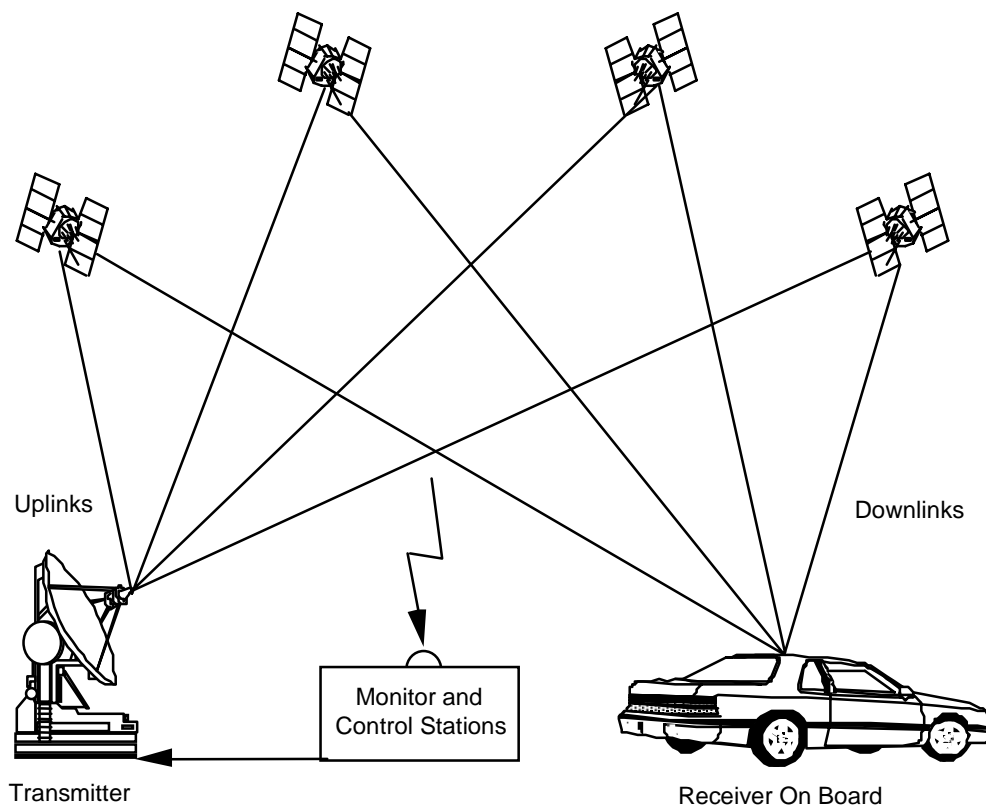 Uplinks
Downlinks
Monitor and
Control Stations
Transmitter
Receiver On Board